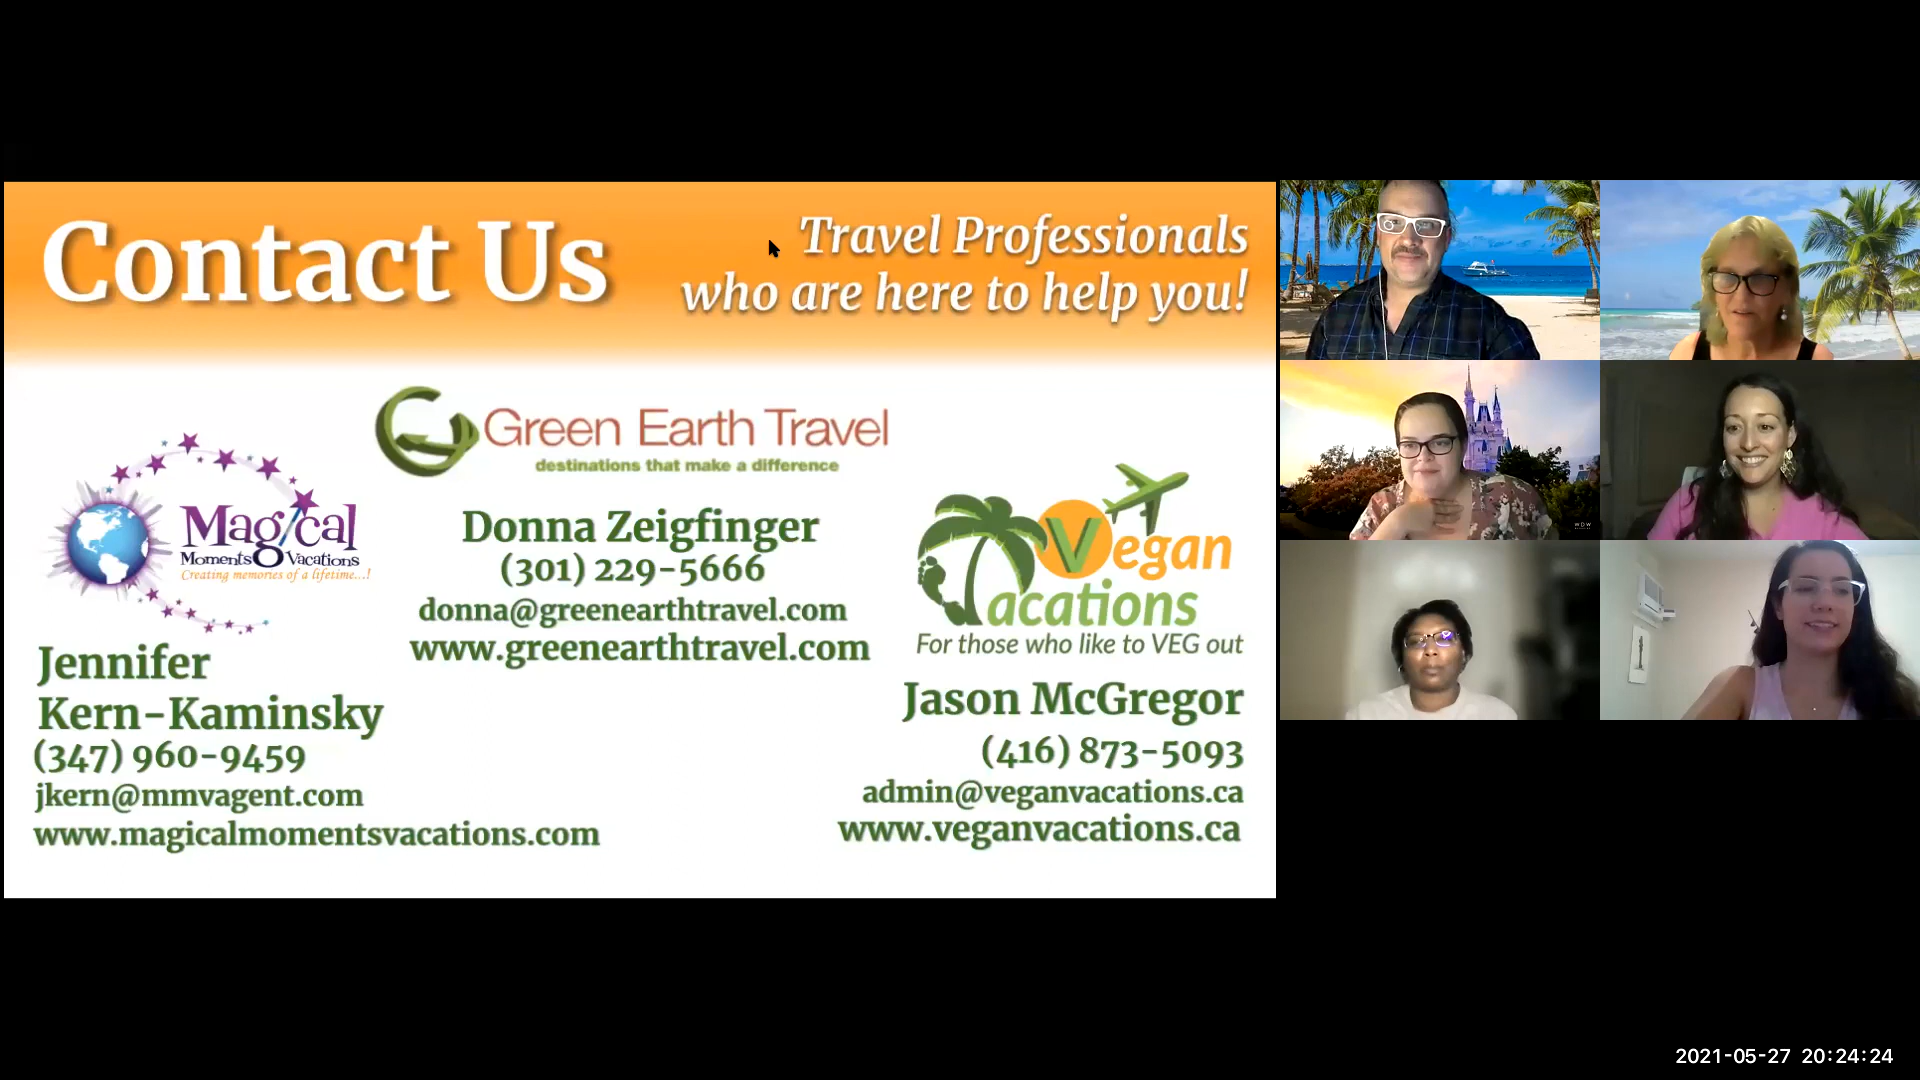 Contact Us
Travel Professionals
who are here to help you!
Green Earth Travel
destinations that make a difference
Donna Zeigfinger
(301) 229-5666
donna@greenearthtravel.com
www.greenearthtravel.com
Magical
Moments Vacations
Creating memories of a lifetime...!
Jennifer
Kern-Kaminsky
(347) 960-9459
jkern@mmvagent.com
www.magicalmomentsvacations.com
Vegan
Vacations
For those who like to VEG out
Jason McGregor
(416) 873-5093
admin@veganvacations.ca
www.veganvacations.ca
WDW
2021-05-27 20:24:24